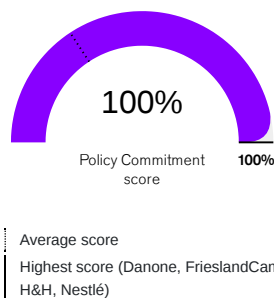 100%
Policy Commitment
score
100%
Average score
Highest score (Danone, FrieslandCam
H&H, Nestlé)